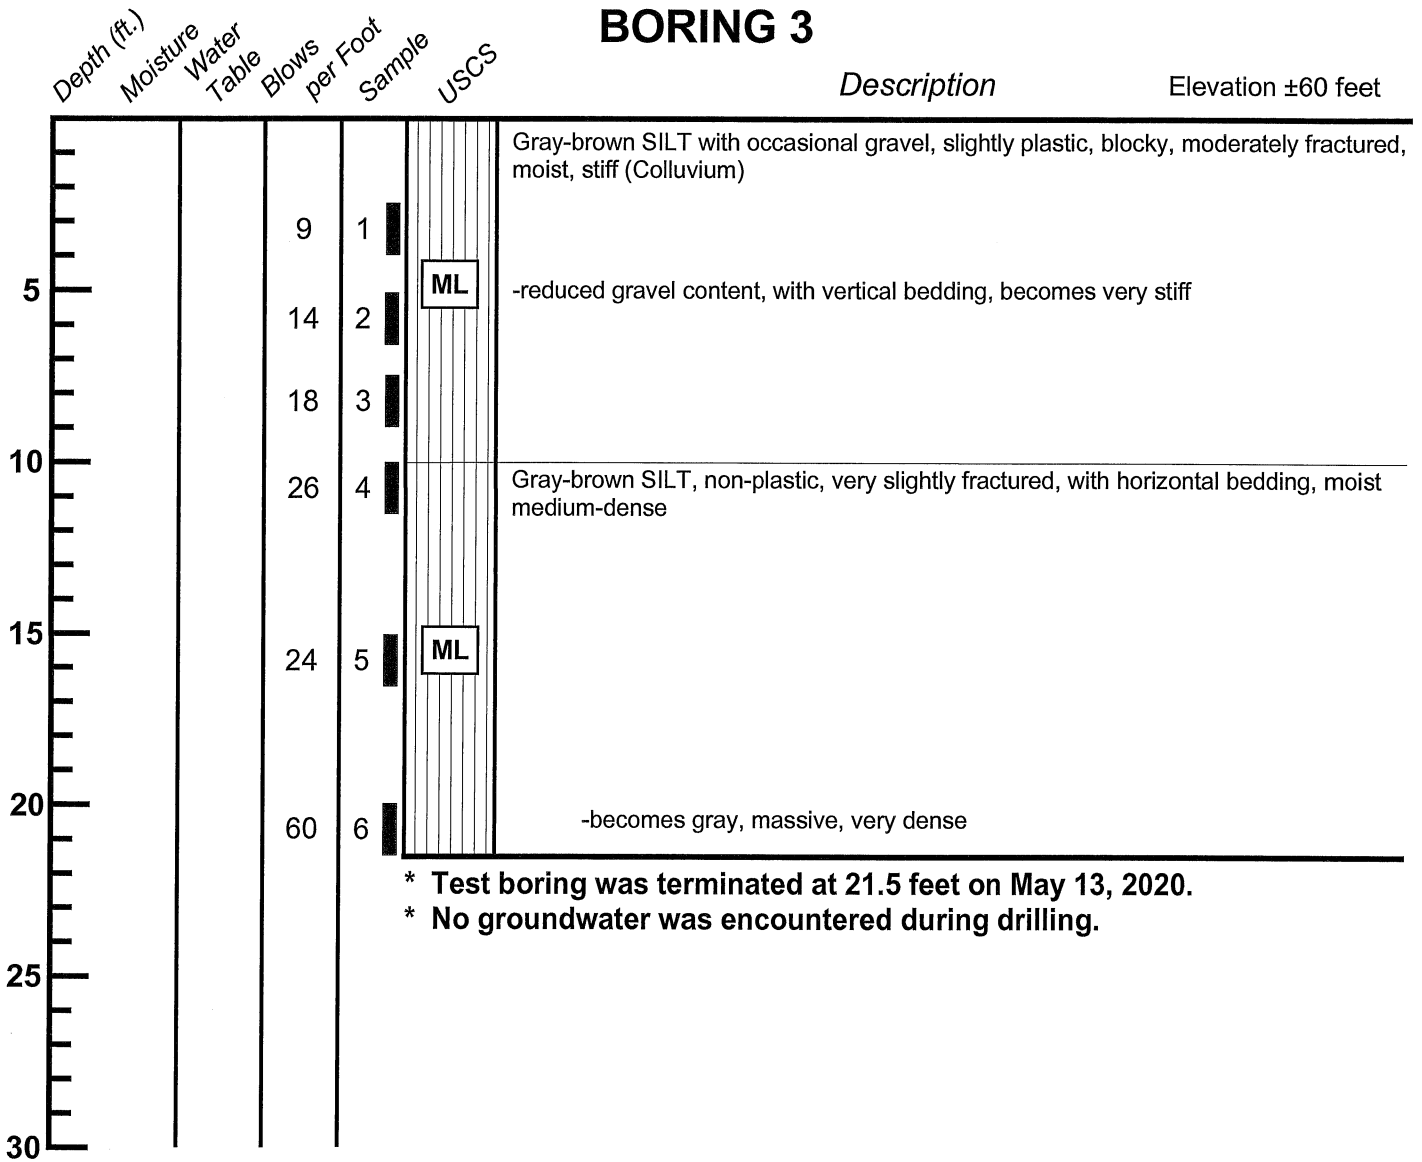 BORING 3
Depth (ft.)
Moisture
Water
Table
Blows
per Foot
Sample
USCS
Description
Elevation ±60 feet
Gray-brown SILT with occasional gravel, slightly plastic, blocky, moderately fractured,
moist, stiff (Colluvium)
9 1
5
ML
-reduced gravel content, with vertical bedding, becomes very stiff
14 2
18 3
10
26 4
Gray-brown SILT, non-plastic, very slightly fractured, with horizontal bedding, moist
medium-dense
15
24 5
ML
20
60 6
-becomes gray, massive, very dense
* Test boring was terminated at 21.5 feet on May 13, 2020.
* No groundwater was encountered during drilling.
25
30